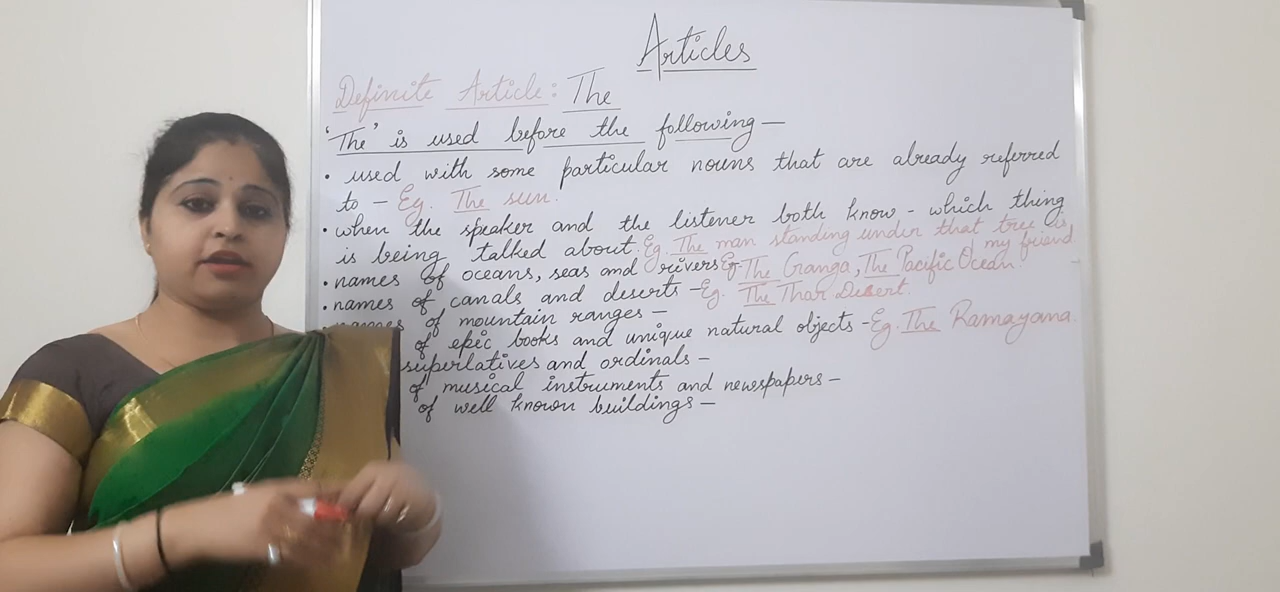 Articles
Definite Article: The
'The' is used before the following —
• used with some particular nouns that are already referred
to — Eg. The sun.
• when the speaker and the listener both know - which thing
is being talked about. Eg. The man standing under that tree is
my friend.
• names of oceans, seas and rivers Eg The Ganga, The Pacific Ocean.
• names of canals and deserts — Eg. The Thar Desert.
names of mountain ranges —
of epic books and unique natural objects - Eg. The Ramayana.
superlatives and ordinals —
of musical instruments and newspapers —
of well known buildings —